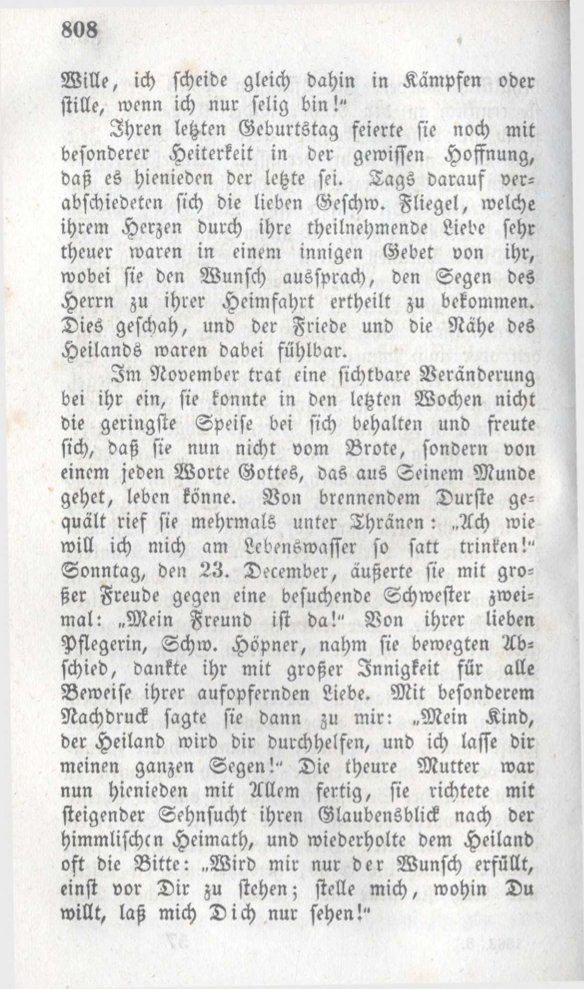 808
Wille, ich scheide gleich dahin in Kämpfen oder
stille, wenn ich nur selig bin!“
Ihren letzten Geburtstag feierte sie noch mit
besonderer Heiterkeit in der gewissen Hoffnung,
daß es hienieden der letzte sei. Tags darauf ver-
abschiedeten sich die lieben Geschw. Fliegel, welche
ihrem Herzen durch ihre theilnehmende Liebe sehr
theuer waren in einem innigen Gebet von ihr,
wobei sie den Wunsch aussprach, den Segen des
Herrn zu ihrer Heimfahrt ertheilt zu bekommen.
Dies geschah, und der Friede und die Nähe des
Heilands waren dabei fühlbar.
Im November trat eine sichtbare Veränderung
bei ihr ein, sie konnte in den letzten Wochen nicht
die geringste Speise bei sich behalten und freute
sich, daß sie nun nicht vom Brote, sondern von
einem jeden Worte Gottes, das aus Seinem Munde
gehet, leben könne. Von brennendem Durste ge-
quält rief sie mehrmals unter Thränen: „Ach wie
will ich mich am Lebenswasser so satt trinken!“
Sonntag, den 23. December, äußerte sie mit gro-
ßer Freude gegen eine besuchende Schwester zwei-
mal: „Mein Freund ist da!“ Von ihrer lieben
Pflegerin, Schw. Höpner, nahm sie bewegten Ab-
schied, dankte ihr mit großer Innigkeit für alle
Beweise ihrer aufopfernden Liebe. Mit besonderem
Nachdruck sagte sie dann zu mir: „Mein Kind,
der Heiland wird dir durchhelfen, und ich lasse dir
meinen ganzen Segen!“ Die theure Mutter war
nun hienieden mit Allem fertig, sie richtete mit
steigender Sehnsucht ihren Glaubensblick nach der
himmlischen Heimath, und wiederholte dem Heiland
oft die Bitte: „Wird mir nur der Wunsch erfüllt,
einst vor Dir zu stehen; stelle mich, wohin Du
willt, laß mich Dich nur sehen!“